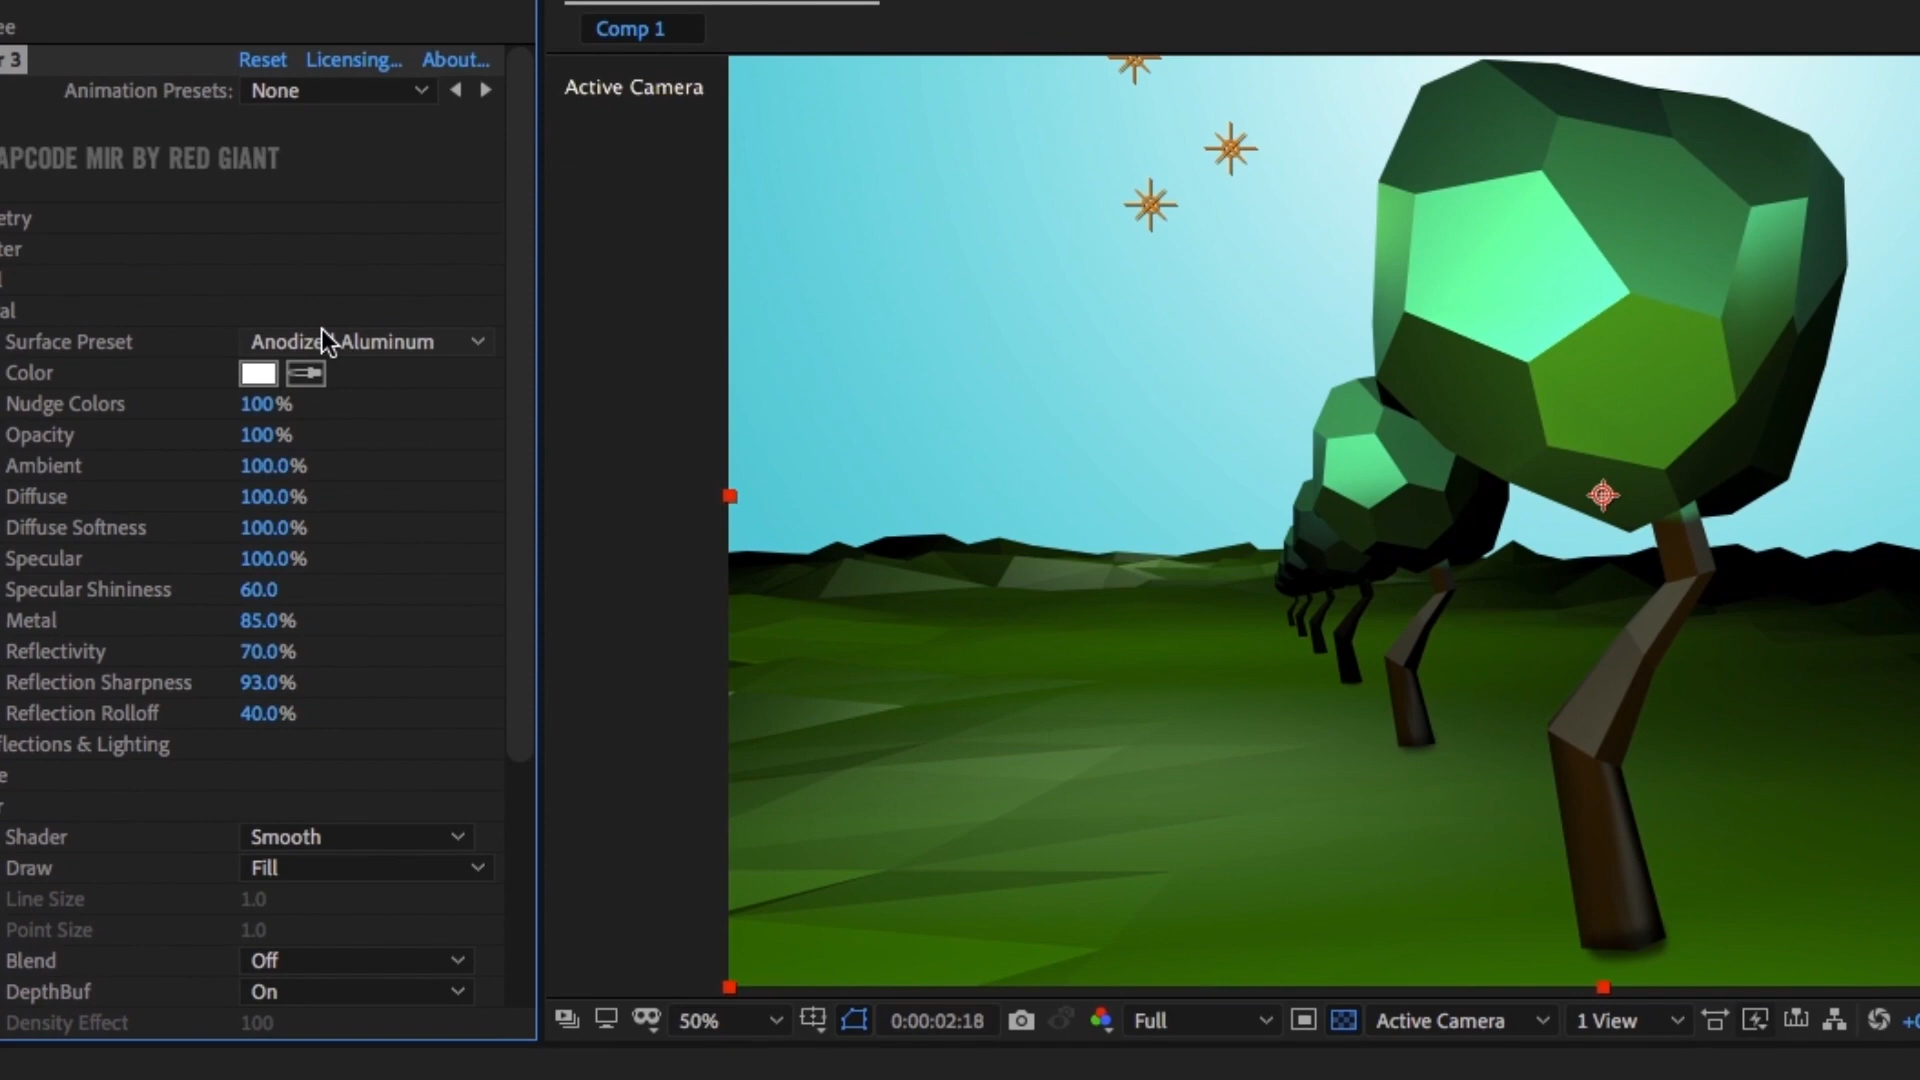 ee
r 3 Reset Licensing... About...
Animation Presets: None
APCODE MIR BY RED GIANT
etry
ter
l
al
Surface Preset Anodized Aluminum
Color
Nudge Colors 100%
Opacity 100%
Ambient 100.0%
Diffuse 100.0%
Diffuse Softness 100.0%
Specular 100.0%
Specular Shininess 60.0
Metal 85.0%
Reflectivity 70.0%
Reflection Sharpness 93.0%
Reflection Rolloff 40.0%
flections & Lighting
e
r
Shader Smooth
Draw Fill
Line Size 1.0
Point Size 1.0
Blend Off
DepthBuf On
Density Effect 100
Comp 1
Active Camera
50% 0:00:02:18 Full Active Camera 1 View +0